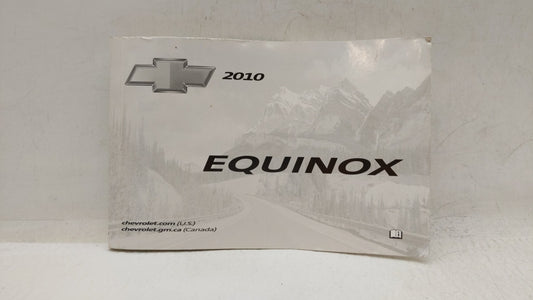 2010
EQUINOX
chevrolet.com (U.S.)
chevrolet.gm.ca (Canada)